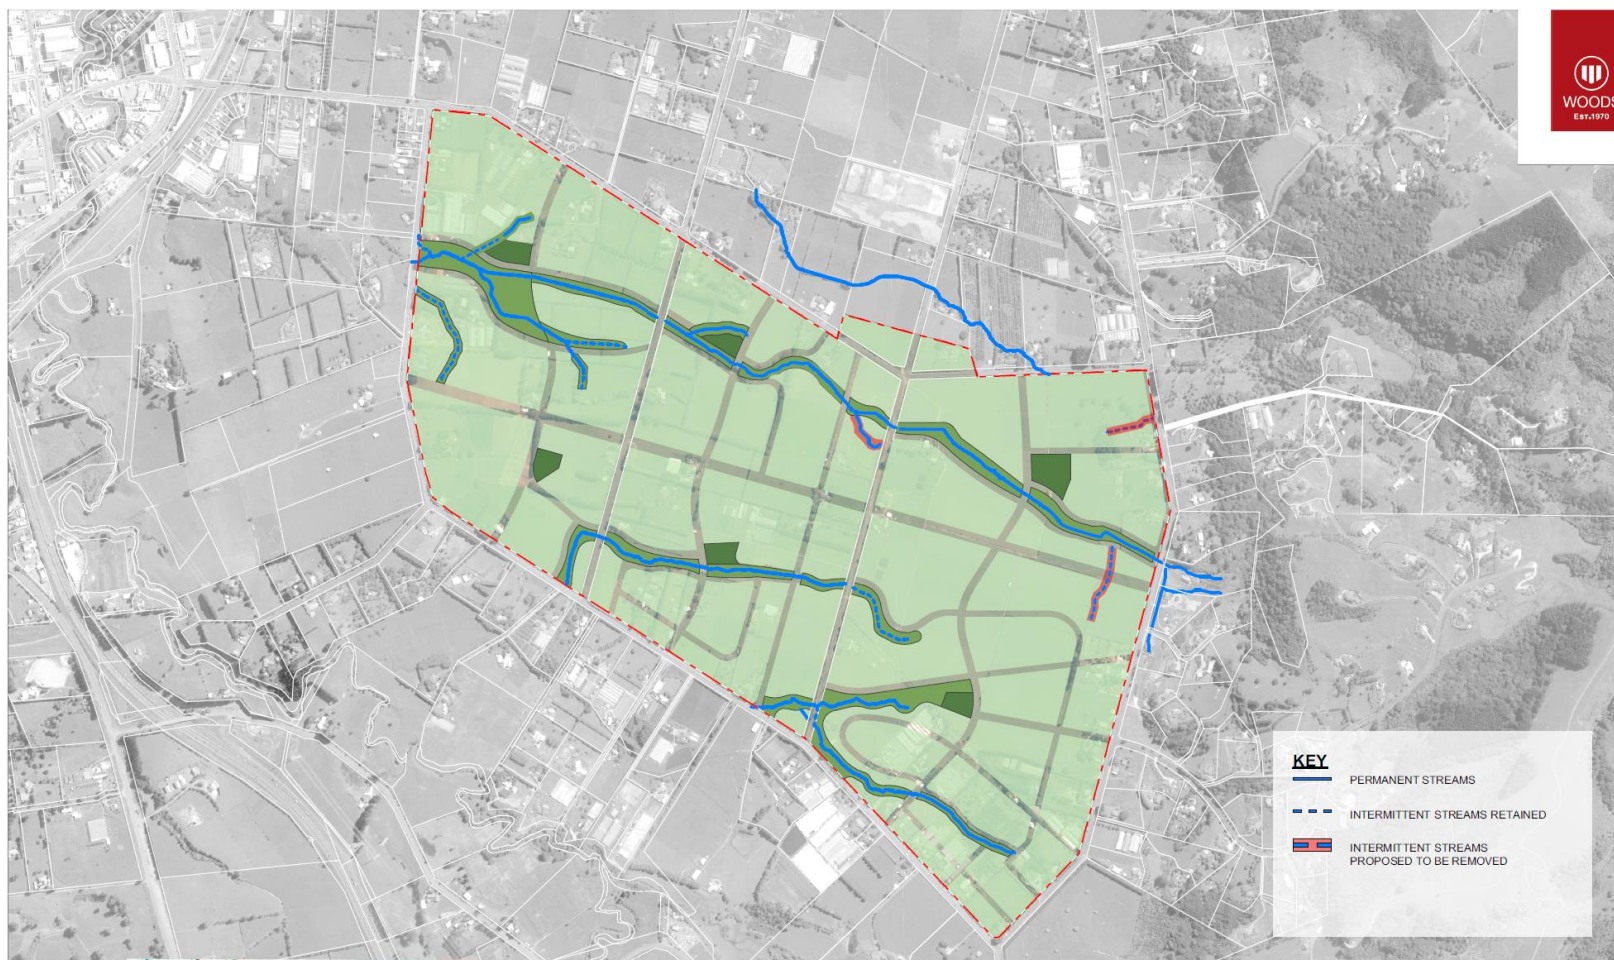 WOODS
EST.1970
KEY
PERMANENT STREAMS
INTERMITTENT STREAMS RETAINED
INTERMITTENT STREAMS
PROPOSED TO BE REMOVED